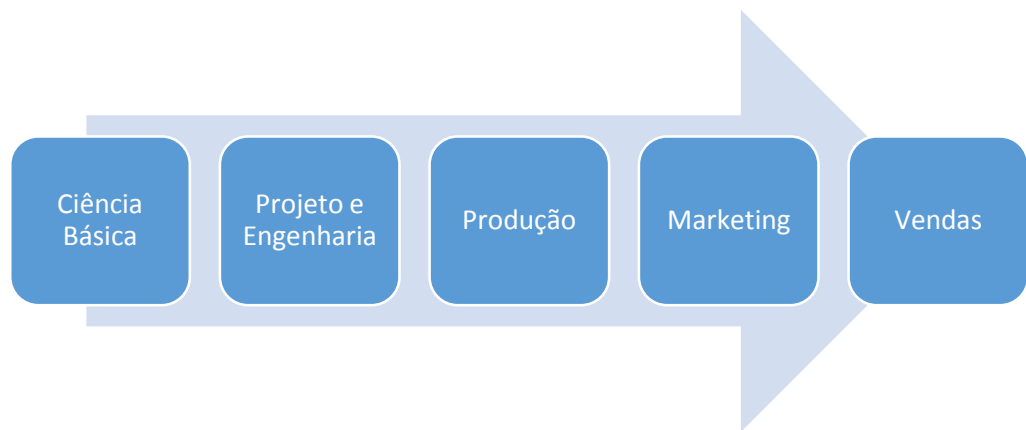 Ciência
Básica
Projeto e
Engenharia
Produção
Marketing
Vendas